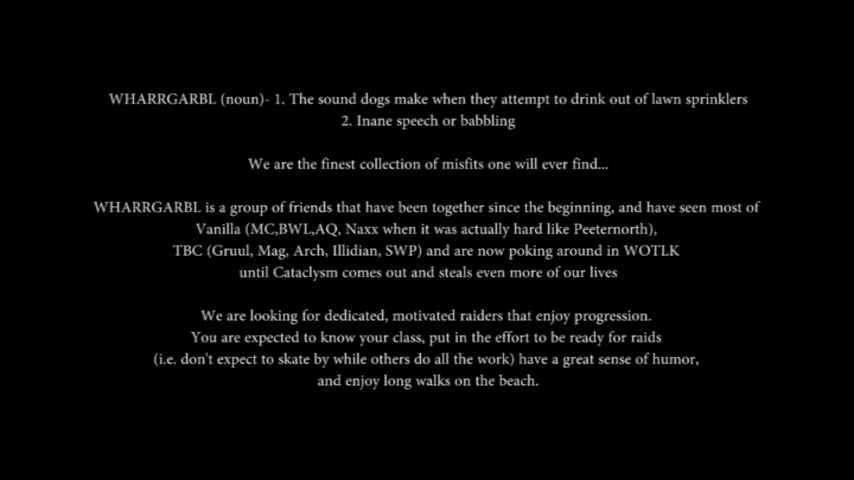 WHARRGARBL (noun)- 1. The sound dogs make when they attempt to drink out of lawn sprinklers
2. Inane speech or babbling
We are the finest collection of misfits one will ever find...
WHARRGARBL is a group of friends that have been together since the beginning, and have seen most of
Vanilla (MC,BWL,AQ, Naxx when it was actually hard like Peeternorth),
TBC (Gruul, Mag, Arch, Illidian, SWP) and are now poking around in WOTLK
until Cataclysm comes out and steals even more of our lives
We are looking for dedicated, motivated raiders that enjoy progression.
You are expected to know your class, put in the effort to be ready for raids
(i.e. don't expect to skate by while others do all the work) have a great sense of humor,
and enjoy long walks on the beach.